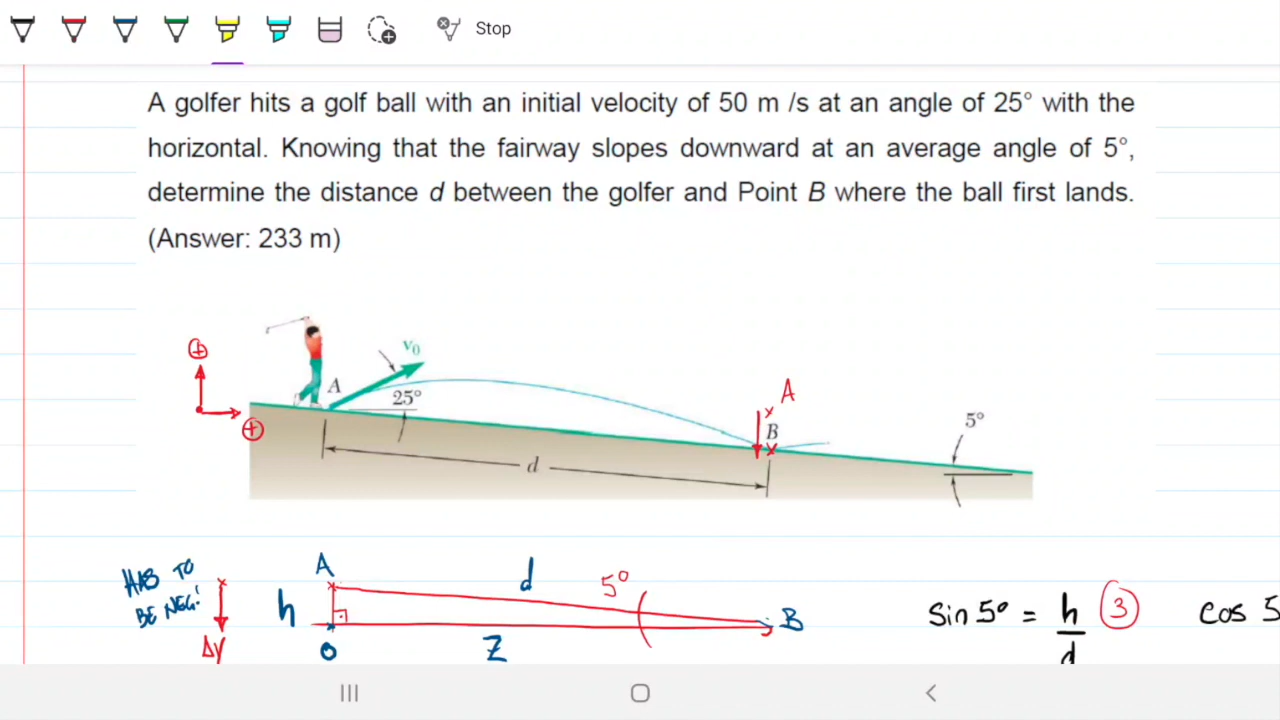 Stop
A golfer hits a golf ball with an initial velocity of 50 m /s at an angle of 25° with the
horizontal. Knowing that the fairway slopes downward at an average angle of 5°,
determine the distance d between the golfer and Point B where the ball first lands.
(Answer: 233 m)
v₀
A
25°
A
B
5°
d
HAS TO
BE NEG!
Δy
A
h
O
d
5°
Z
B
sin 5° = h/d
3
cos 5